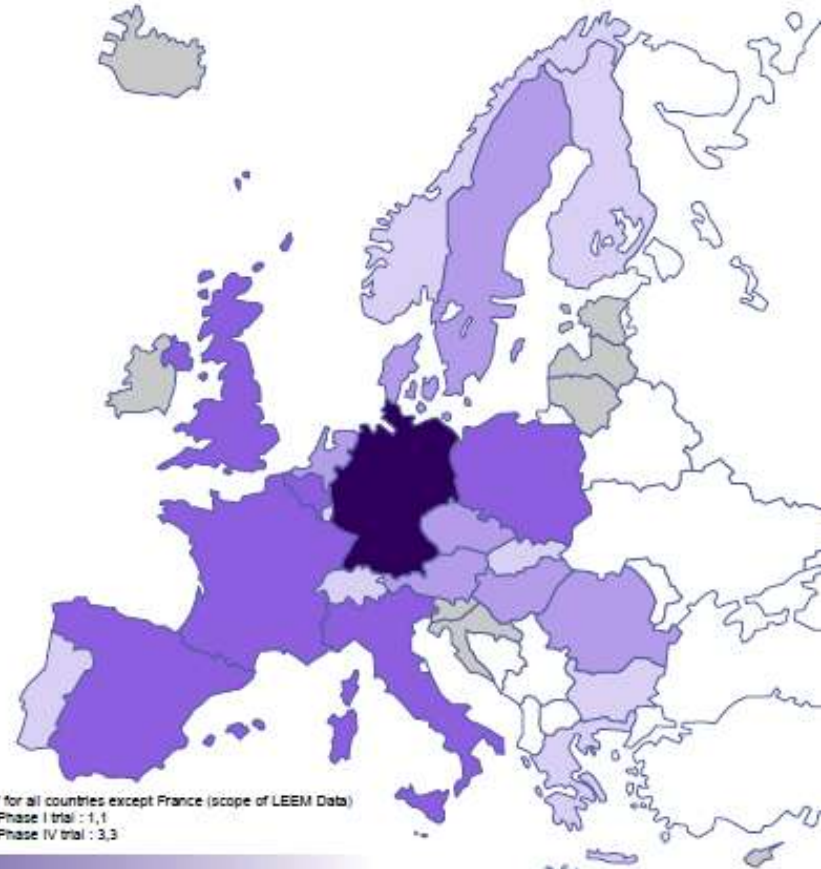 for all countries except France (scope of LEEM Data)
Phase I trial : 1,1
Phase IV trial : 3,3